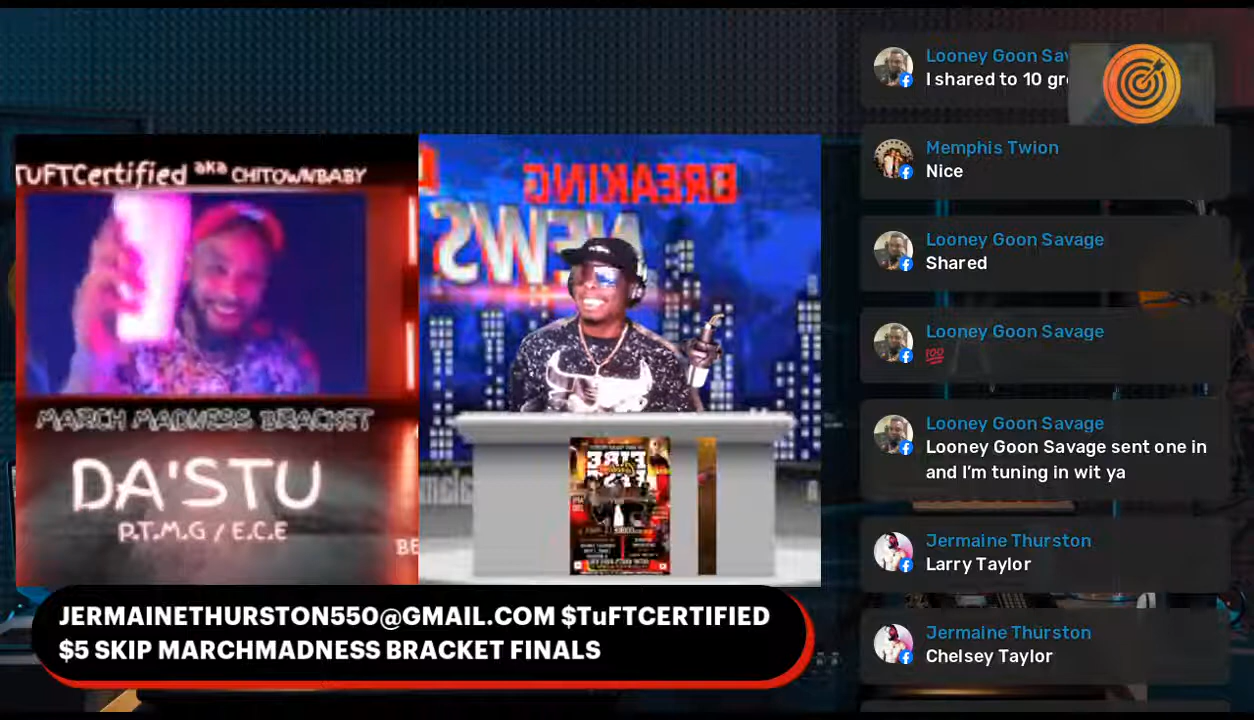 TUFTCertified aka CHITOWNBABY
MARCH MADNESS BRACKET
DA'STU
P.T.M.G / E.C.E
BREAKING
NEWS
FIRE
JERMAINETHURSTON550@GMAIL.COM $TuFTCERTIFIED
$5 SKIP MARCHMADNESS BRACKET FINALS
Looney Goon Sav
I shared to 10 gr
Memphis Twion
Nice
Looney Goon Savage
Shared
Looney Goon Savage
💯
Looney Goon Savage
Looney Goon Savage sent one in
and I'm tuning in wit ya
Jermaine Thurston
Larry Taylor
Jermaine Thurston
Chelsey Taylor